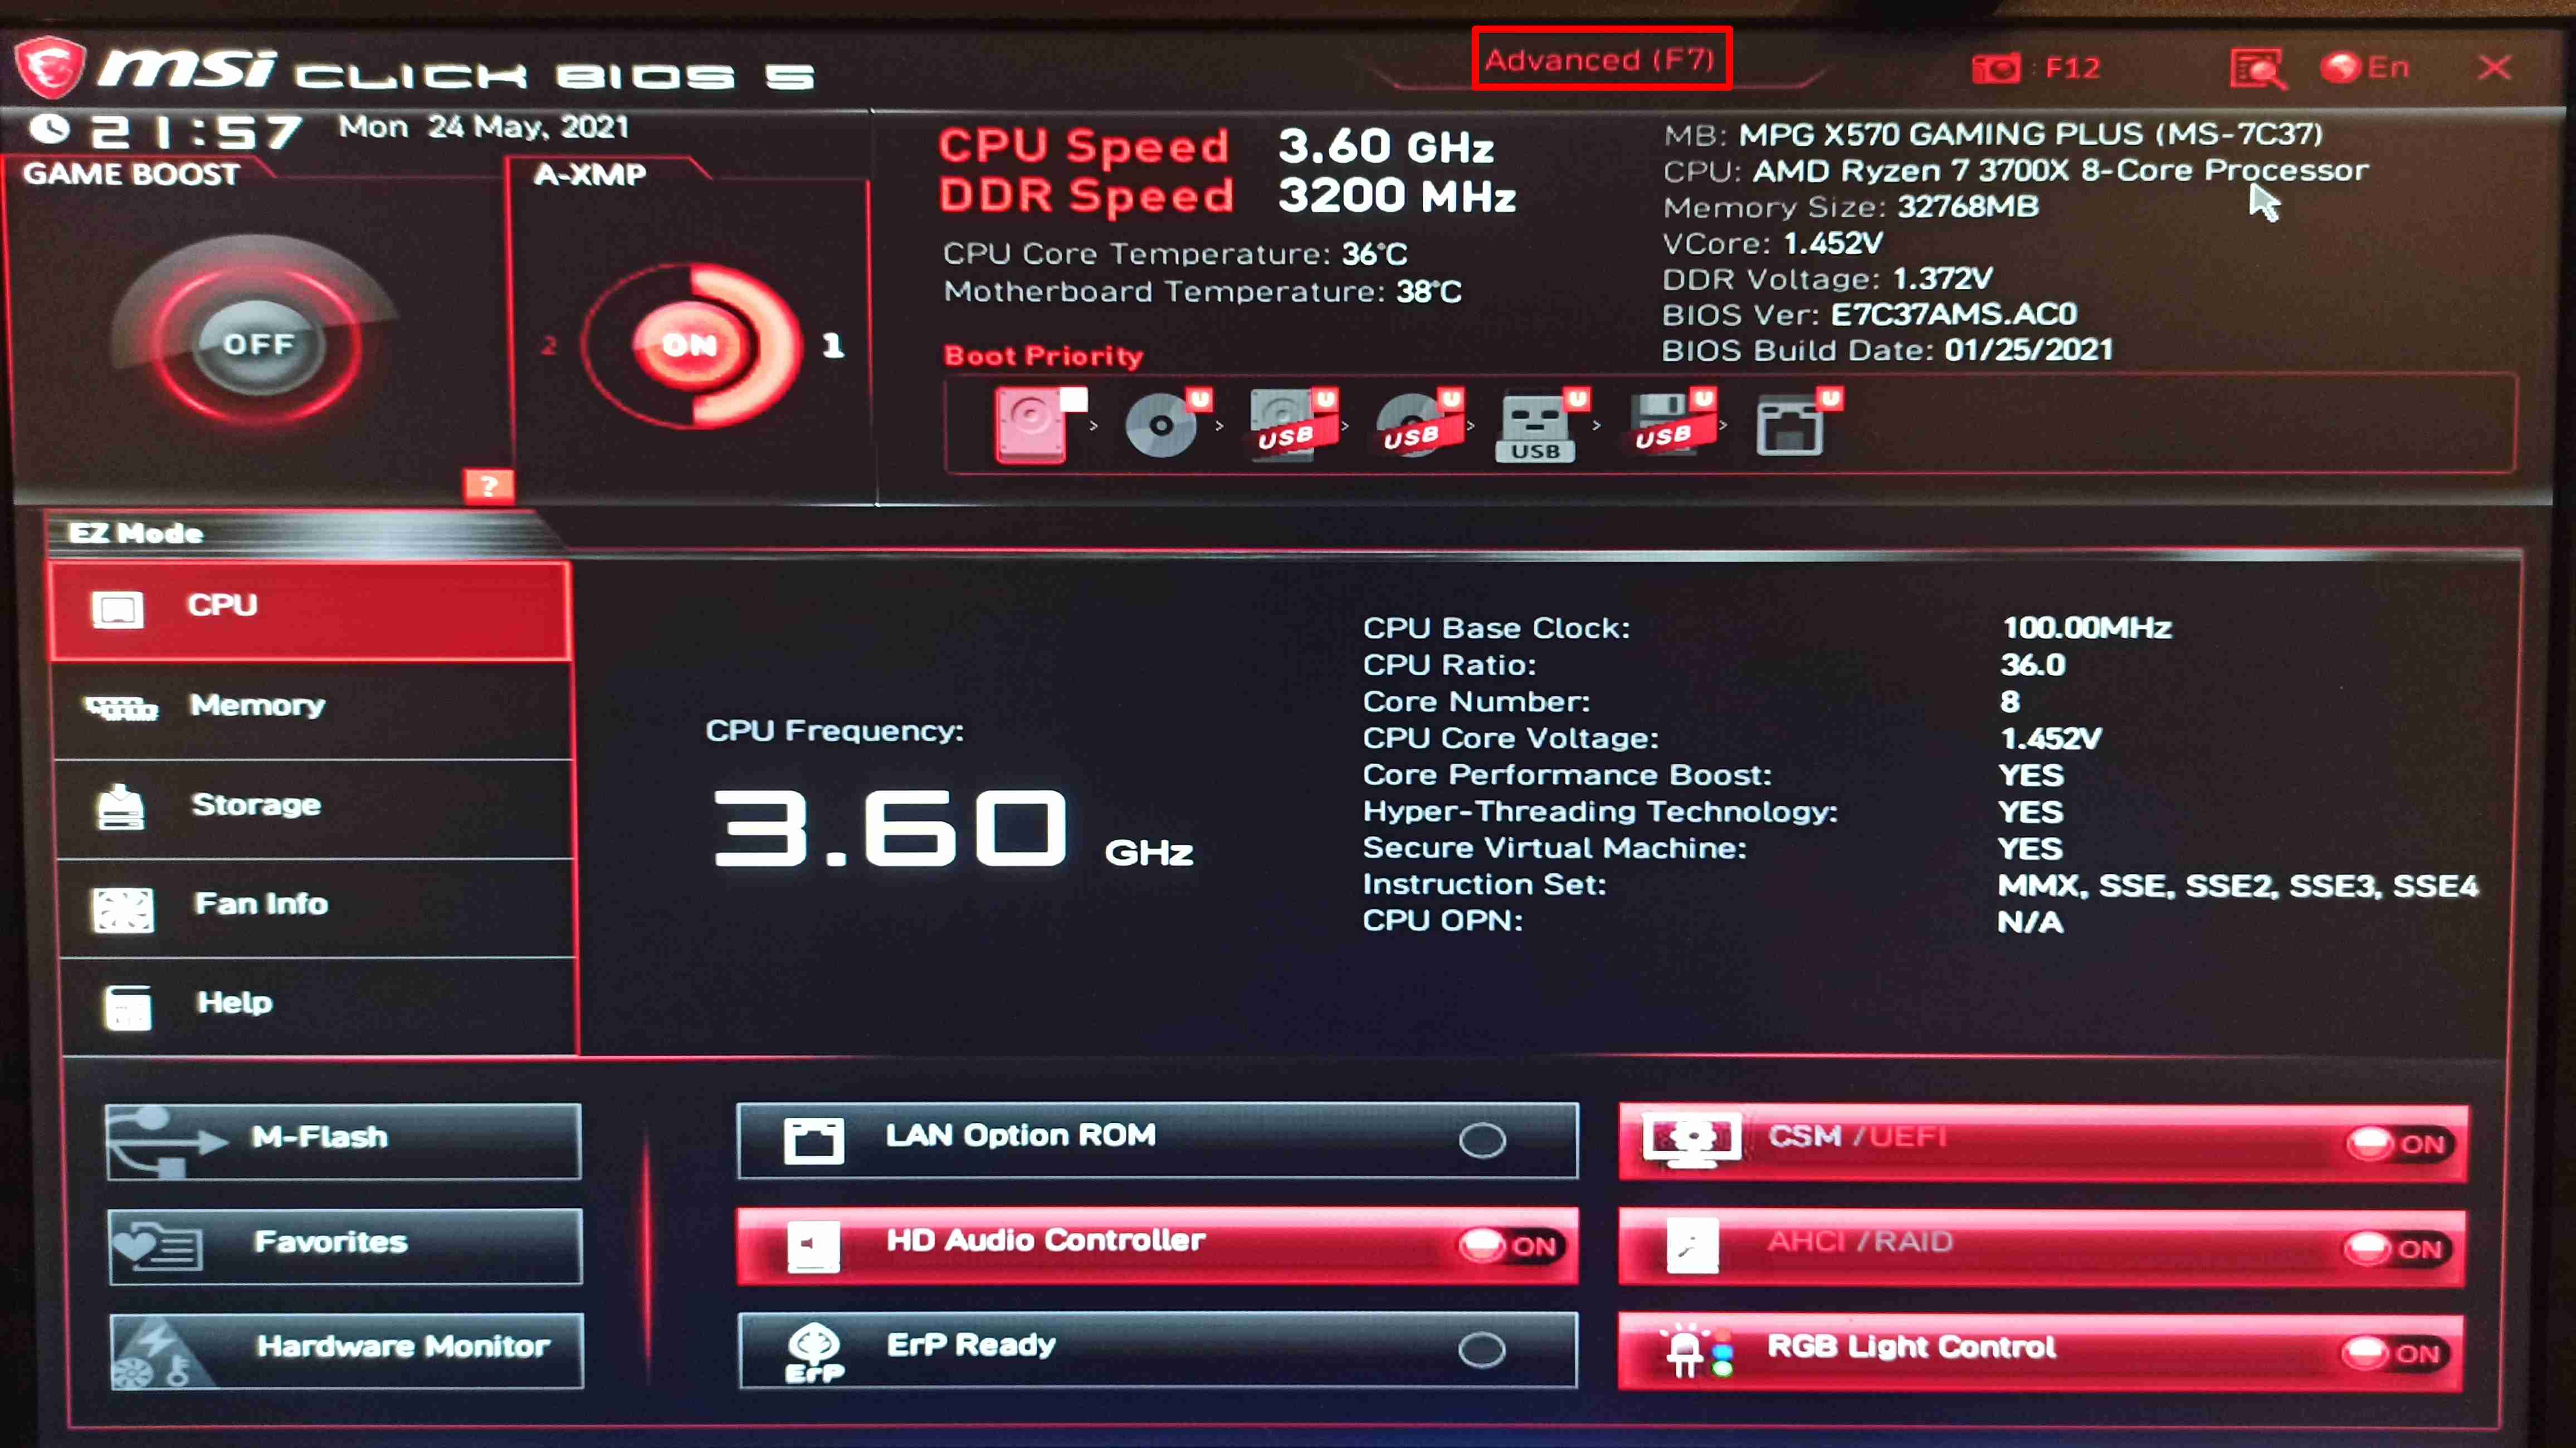 msi CLICK BIOS 5
Advanced (F7)
: F12
En
21:57 Mon 24 May, 2021
GAME BOOST
OFF
?
A-XMP
2
ON
1
CPU Speed 3.60 GHz
DDR Speed 3200 MHz
CPU Core Temperature: 36°C
Motherboard Temperature: 38°C
MB: MPG X570 GAMING PLUS (MS-7C37)
CPU: AMD Ryzen 7 3700X 8-Core Processor
Memory Size: 32768MB
VCore: 1.452V
DDR Voltage: 1.372V
BIOS Ver: E7C37AMS.AC0
BIOS Build Date: 01/25/2021
Boot Priority
U U U U U U
USB USB USB USB
EZ Mode
CPU
Memory
Storage
Fan Info
Help
CPU Frequency:
3.60 GHz
CPU Base Clock: 100.00MHz
CPU Ratio: 36.0
Core Number: 8
CPU Core Voltage: 1.452V
Core Performance Boost: YES
Hyper-Threading Technology: YES
Secure Virtual Machine: YES
Instruction Set: MMX, SSE, SSE2, SSE3, SSE4
CPU OPN: N/A
M-Flash
Favorites
Hardware Monitor
LAN Option ROM
HD Audio Controller ON
ErP ErP Ready
CSM /UEFI ON
AHCI /RAID ON
RGB Light Control ON